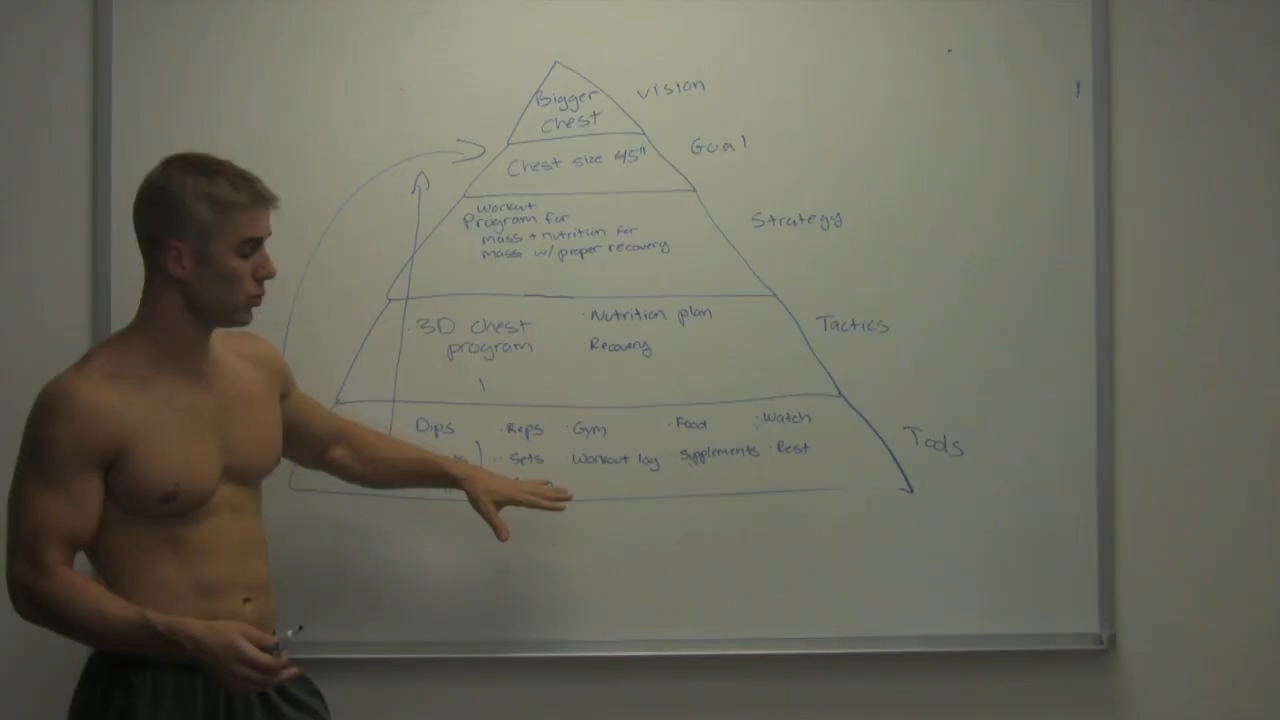 Bigger
Chest
Vision
Chest size 45"
Goal
Workout
Program for
mass + nutrition for
mass w/ proper recovery
Strategy
· 3D chest
program
· Nutrition plan
· Recovery
Tactics
Dips
· Reps
· Gym
· Food
· Watch
· Sets
· Workout log
· Supplements
· Rest
Tools